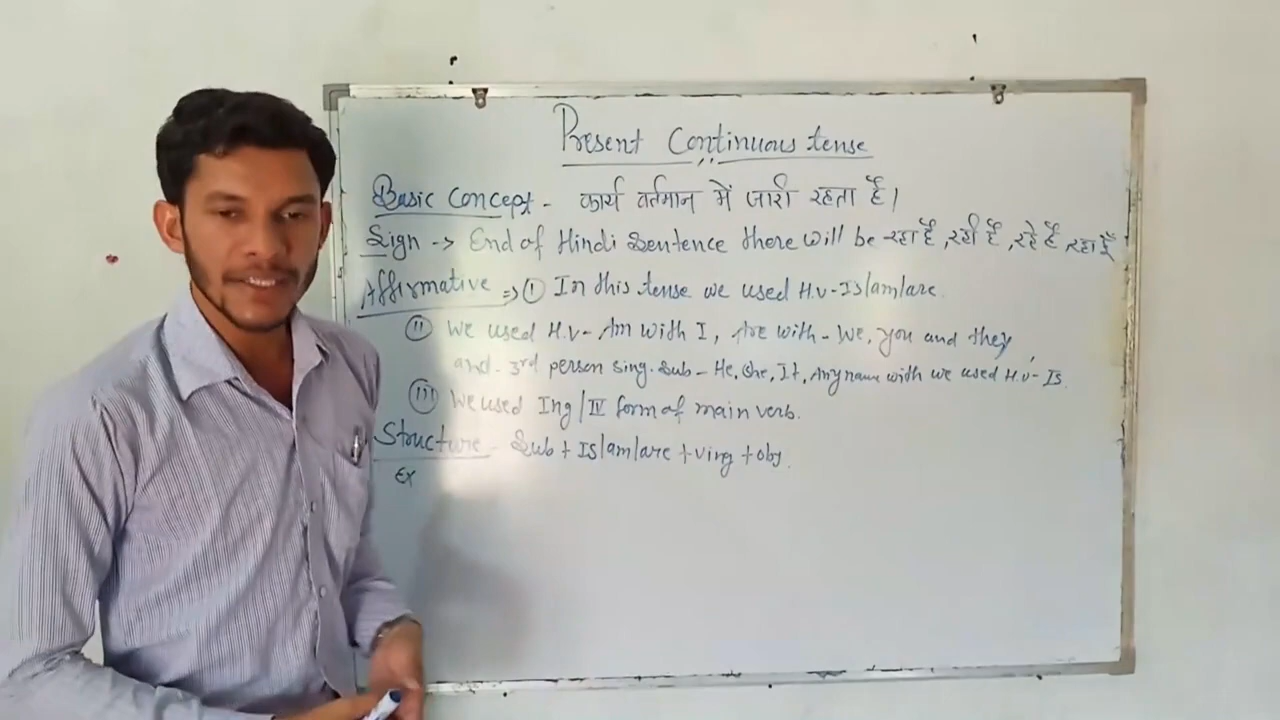 Present Continuous tense
Basic Concept - कार्य वर्तमान में जारी रहता है।
Sign -> End of Hindi Sentence there will be रहा है, रही है, रहे है, रहा हूँ
Affirmative => (i) In this tense we used H.V-Is/am/are.
(ii) We used H.V- Am with I, Are with - We, you and they
and - 3rd person sing. Sub - He, She, It, Any name with we used H.V- Is.
(iii) We used Ing/IV form of main verb.
Structure - Sub + Is/am/are + Ving + obj.
Ex